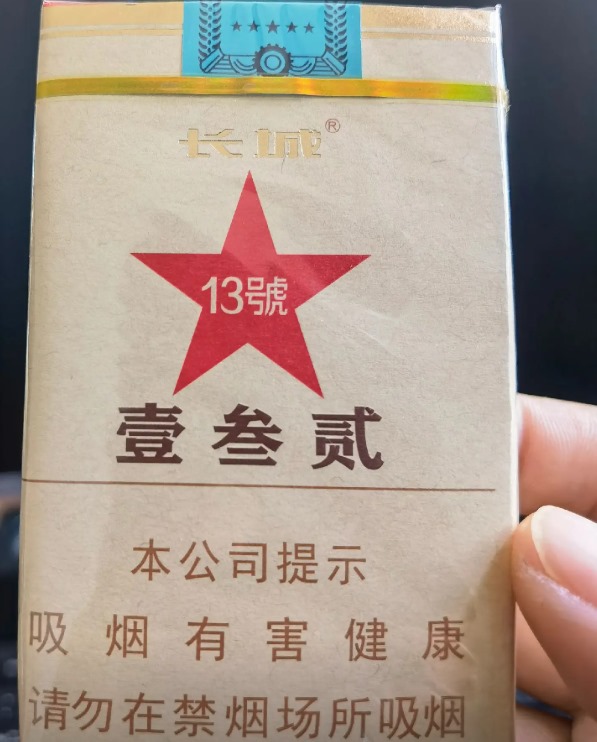 长城®
13號
壹叁贰
本公司提示
吸烟有害健康
请勿在禁烟场所吸烟